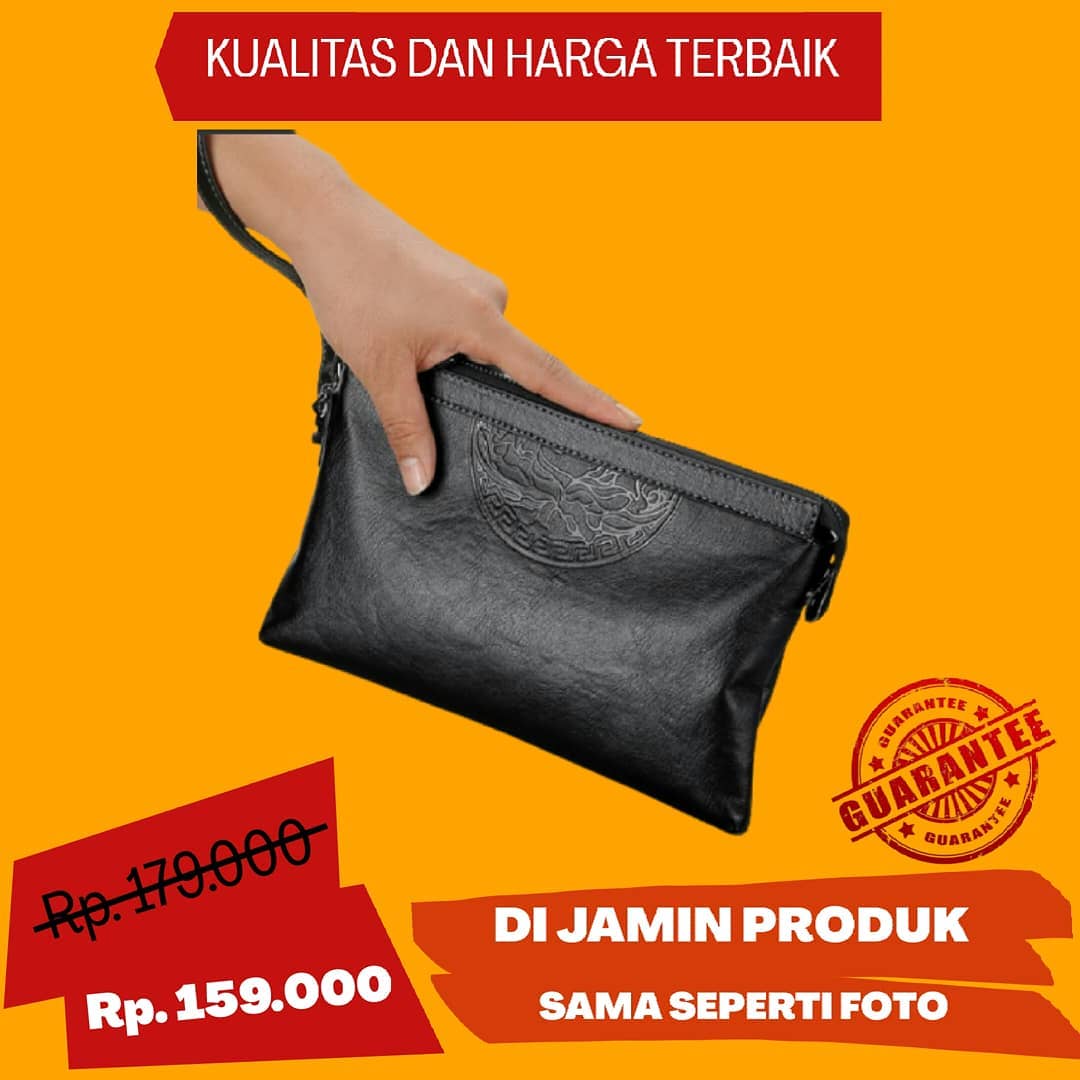 KUALITAS DAN HARGA TERBAIK
GUARANTEE
GUARANTEE
GUARANTEE
Rp. 179.000
Rp. 159.000
DI JAMIN PRODUK
SAMA SEPERTI FOTO